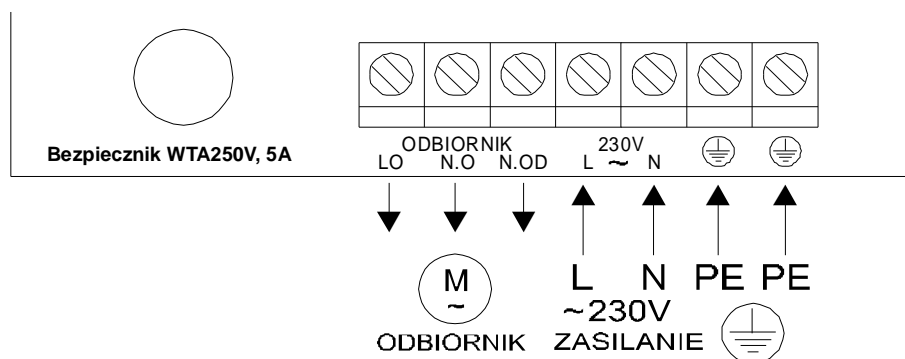 Bezpiecznik WTA250V, 5A
ODBIORNIK 230V
LO N.O N.OD L ~ N
M
~
L N PE PE
~230V
ODBIORNIK ZASILANIE